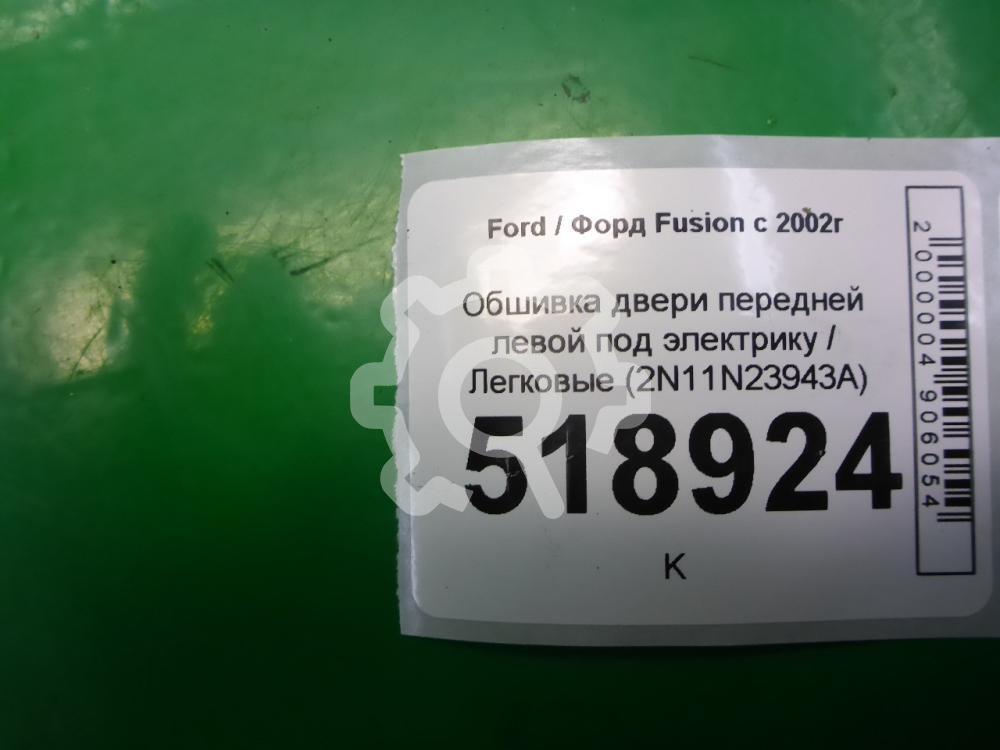 Ford / Форд Fusion с 2002г
Обшивка двери передней
левой под электрику /
Легковые (2N11N23943A)
518924
К
2000004906054